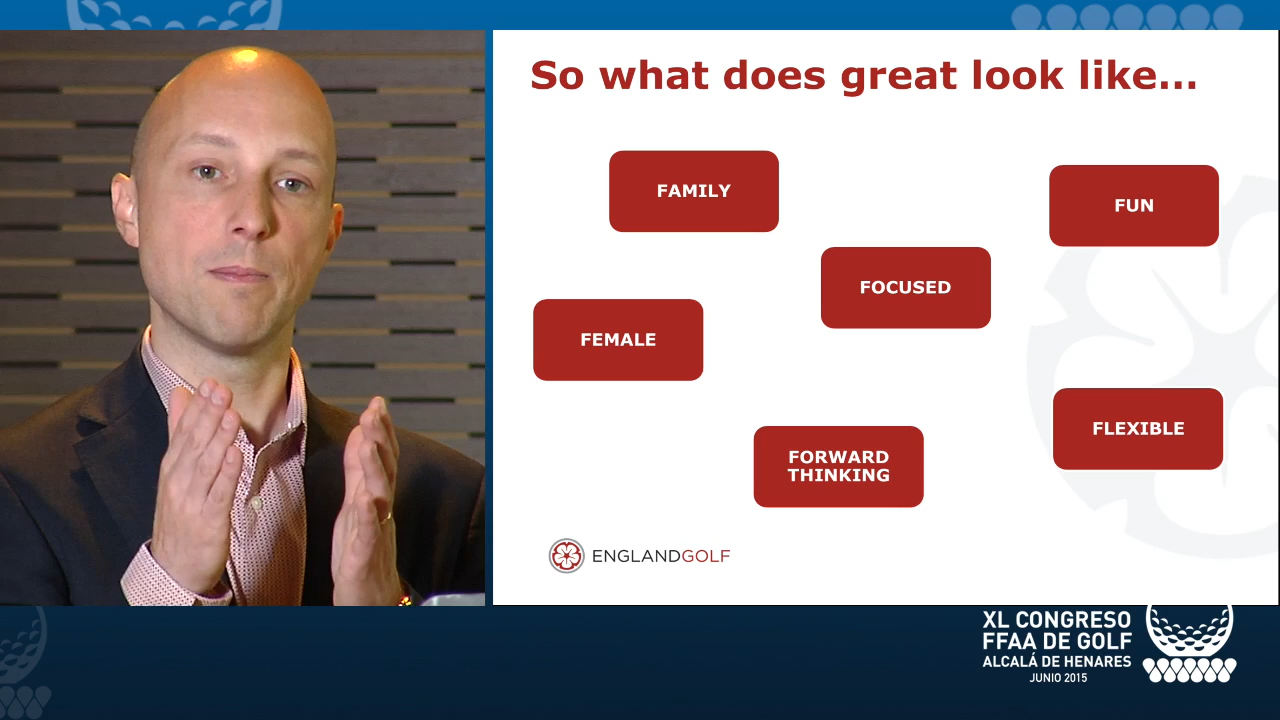 So what does great look like...
FAMILY
FUN
FOCUSED
FEMALE
FLEXIBLE
FORWARD
THINKING
ENGLANDGOLF
XL CONGRESO
FFAA DE GOLF
ALCALÁ DE HENARES
JUNIO 2015